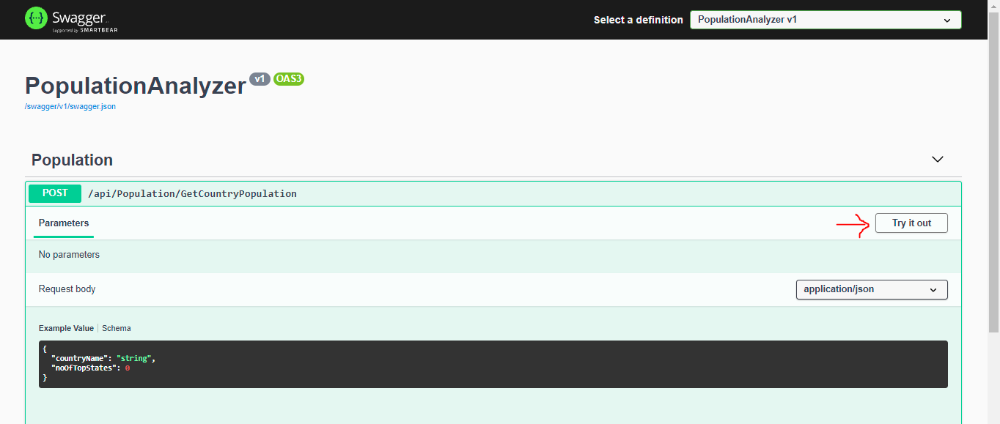 Swagger
Supported by SMARTBEAR
Select a definition
PopulationAnalyzer v1
PopulationAnalyzer v1 OAS3
/swagger/v1/swagger.json
Population
POST /api/Population/GetCountryPopulation
Parameters
Try it out
No parameters
Request body
application/json
Example Value Schema
{
"countryName": "string",
"noOfTopStates": 0
}